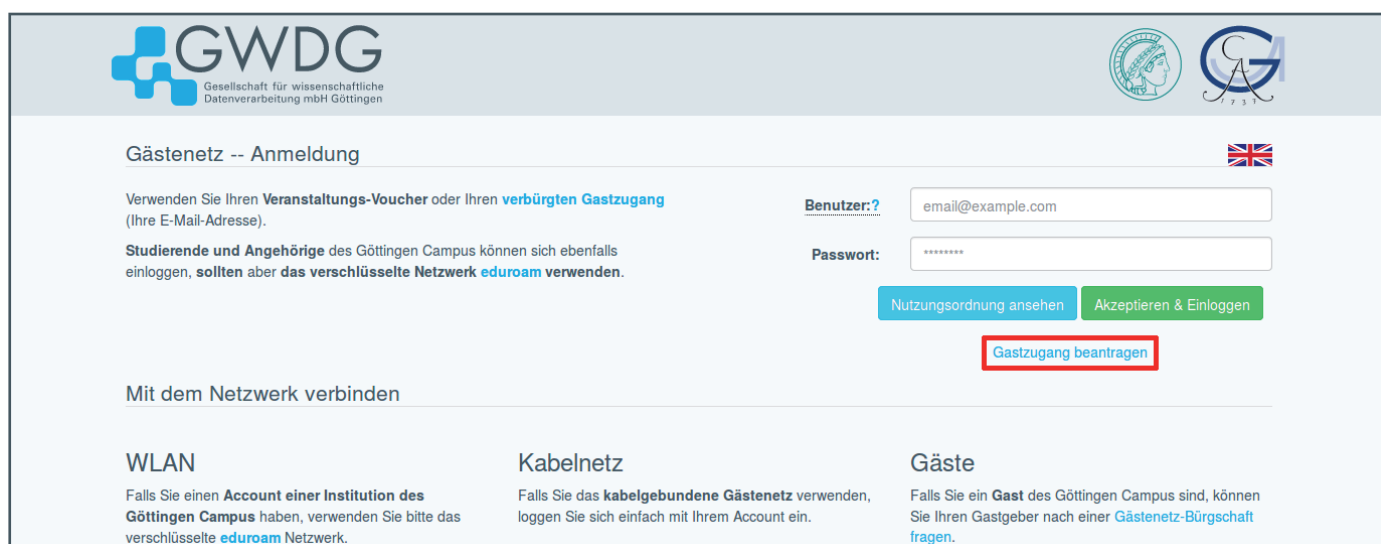 GWDG
Gesellschaft für wissenschaftliche
Datenverarbeitung mbH Göttingen
1737
Gästenetz -- Anmeldung
Verwenden Sie Ihren Veranstaltungs-Voucher oder Ihren verbürgten Gastzugang
(Ihre E-Mail-Adresse).
Studierende und Angehörige des Göttingen Campus können sich ebenfalls
einloggen, sollten aber das verschlüsselte Netzwerk eduroam verwenden.
Benutzer:?
email@example.com
Passwort:
********
Nutzungsordnung ansehen
Akzeptieren & Einloggen
Gastzugang beantragen
Mit dem Netzwerk verbinden
WLAN
Falls Sie einen Account einer Institution des
Göttingen Campus haben, verwenden Sie bitte das
verschlüsselte eduroam Netzwerk.
Kabelnetz
Falls Sie das kabelgebundene Gästenetz verwenden,
loggen Sie sich einfach mit Ihrem Account ein.
Gäste
Falls Sie ein Gast des Göttingen Campus sind, können
Sie Ihren Gastgeber nach einer Gästenetz-Bürgschaft
fragen.